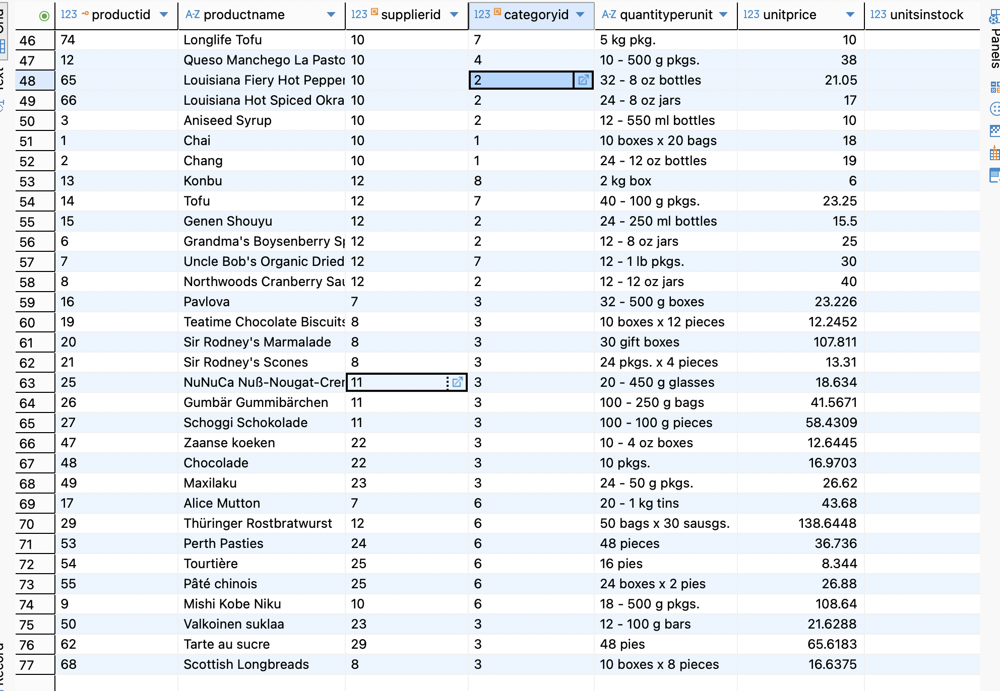 123 productid A-Z productname 123 supplierid 123 categoryid A-Z quantityperunit 123 unitprice 123 unitsinstock
46 74 Longlife Tofu 10 7 5 kg pkg. 10
47 12 Queso Manchego La Pasto 10 4 10 - 500 g pkgs. 38
48 65 Louisiana Fiery Hot Pepper 10 2 32 - 8 oz bottles 21.05
49 66 Louisiana Hot Spiced Okra 10 2 24 - 8 oz jars 17
50 3 Aniseed Syrup 10 2 12 - 550 ml bottles 10
51 1 Chai 10 1 10 boxes x 20 bags 18
52 2 Chang 10 1 24 - 12 oz bottles 19
53 13 Konbu 12 8 2 kg box 6
54 14 Tofu 12 7 40 - 100 g pkgs. 23.25
55 15 Genen Shouyu 12 2 24 - 250 ml bottles 15.5
56 6 Grandma's Boysenberry Sp 12 2 12 - 8 oz jars 25
57 7 Uncle Bob's Organic Dried 12 7 12 - 1 lb pkgs. 30
58 8 Northwoods Cranberry Sau 12 2 12 - 12 oz jars 40
59 16 Pavlova 7 3 32 - 500 g boxes 23.226
60 19 Teatime Chocolate Biscuits 8 3 10 boxes x 12 pieces 12.2452
61 20 Sir Rodney's Marmalade 8 3 30 gift boxes 107.811
62 21 Sir Rodney's Scones 8 3 24 pkgs. x 4 pieces 13.31
63 25 NuNuCa Nuß-Nougat-Crem 11 3 20 - 450 g glasses 18.634
64 26 Gumbär Gummibärchen 11 3 100 - 250 g bags 41.5671
65 27 Schoggi Schokolade 11 3 100 - 100 g pieces 58.4309
66 47 Zaanse koeken 22 3 10 - 4 oz boxes 12.6445
67 48 Chocolade 22 3 10 pkgs. 16.9703
68 49 Maxilaku 23 3 24 - 50 g pkgs. 26.62
69 17 Alice Mutton 7 6 20 - 1 kg tins 43.68
70 29 Thüringer Rostbratwurst 12 6 50 bags x 30 sausgs. 138.6448
71 53 Perth Pasties 24 6 48 pieces 36.736
72 54 Tourtière 25 6 16 pies 8.344
73 55 Pâté chinois 25 6 24 boxes x 2 pies 26.88
74 9 Mishi Kobe Niku 10 6 18 - 500 g pkgs. 108.64
75 50 Valkoinen suklaa 23 3 12 - 100 g bars 21.6288
76 62 Tarte au sucre 29 3 48 pies 65.6183
77 68 Scottish Longbreads 8 3 10 boxes x 8 pieces 16.6375
Panels